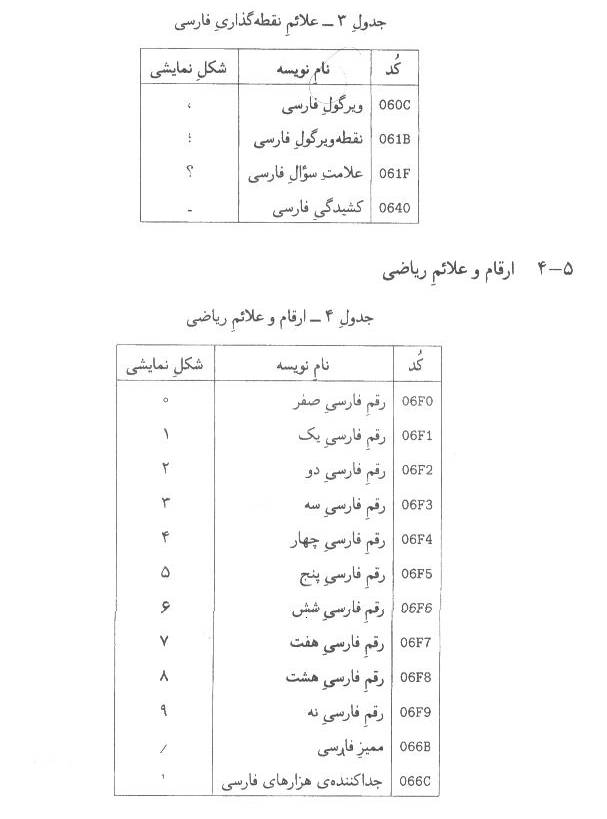 جدولِ ۳ ــ علائمِ نقطه‌گذاریِ فارسی
کُد نامِ نویسه شکلِ نمایشی
060C ویرگولِ فارسی ،
061B نقطه‌ویرگولِ فارسی ؛
061F علامتِ سؤالِ فارسی ؟
0640 کشیدگیِ فارسی ـ
۴–۵ ارقام و علائمِ ریاضی
جدولِ ۴ ــ ارقام و علائمِ ریاضی
کُد نامِ نویسه شکلِ نمایشی
06F0 رقمِ فارسیِ صفر ۰
06F1 رقمِ فارسیِ یک ۱
06F2 رقمِ فارسیِ دو ۲
06F3 رقمِ فارسیِ سه ۳
06F4 رقمِ فارسیِ چهار ۴
06F5 رقمِ فارسیِ پنج ۵
06F6 رقمِ فارسیِ شش ۶
06F7 رقمِ فارسیِ هفت ۷
06F8 رقمِ فارسیِ هشت ۸
06F9 رقمِ فارسیِ نه ۹
066B ممیزِ فارسی ٫
066C جداکننده‌ی هزارهای فارسی ٬